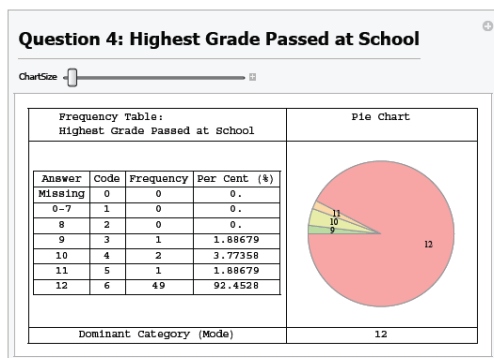 Question 4: Highest Grade Passed at School
ChartSize
Frequency Table:
Highest Grade Passed at School
Pie Chart
Answer Code Frequency Per Cent (%)
Missing 0 0 0.
0-7 1 0 0.
8 2 0 0.
9 3 1 1.88679
10 4 2 3.77358
11 5 1 1.88679
12 6 49 92.4528
11
10
9
12
Dominant Category (Mode) 12